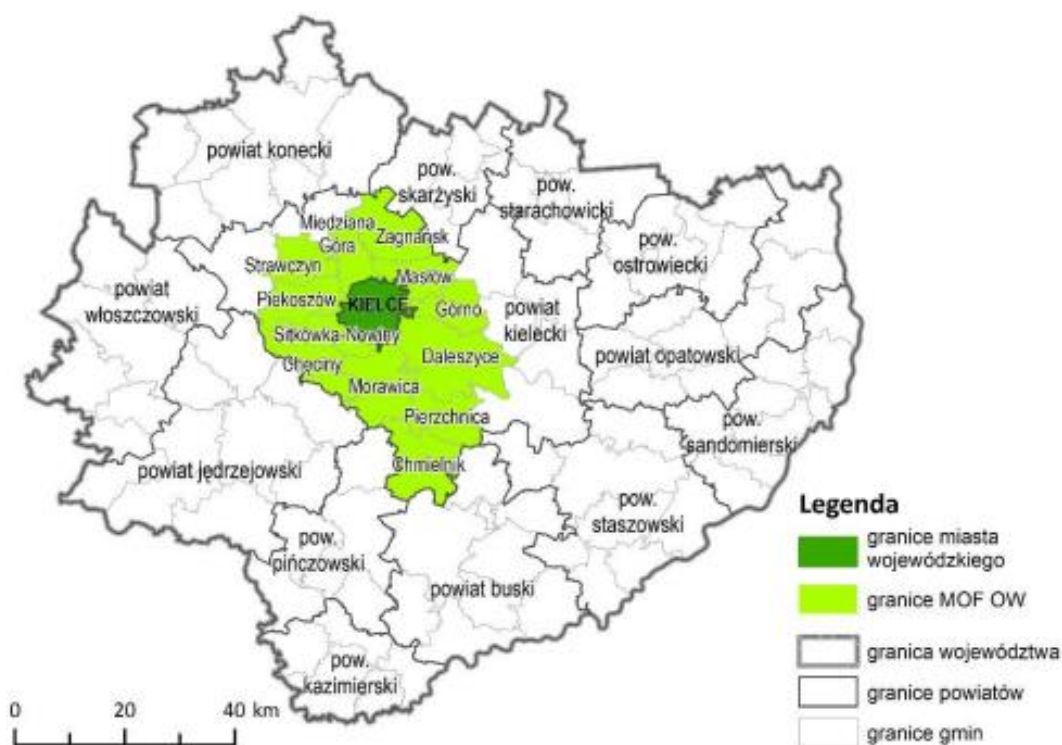 powiat konecki
pow.
skarżyski
pow.
starachowicki
Miedziana
Góra
Zagnańsk
pow.
ostrowiecki
Strawczyn
Masłów
powiat
włoszczowski
Piekoszów
KIELCE
Górno
powiat
kielecki
Sitkówka-Nowiny
Daleszyce
powiat opatowski
Chęciny
Morawica
Pierzchnica
pow.
sandomierski
powiat jędrzejowski
Chmielnik
pow.
staszowski
pow.
pińczowski
powiat buski
pow.
kazimierski
Legenda
granice miasta
wojewódzkiego
granice MOF OW
granica województwa
granice powiatów
granice gmin
0 20 40 km